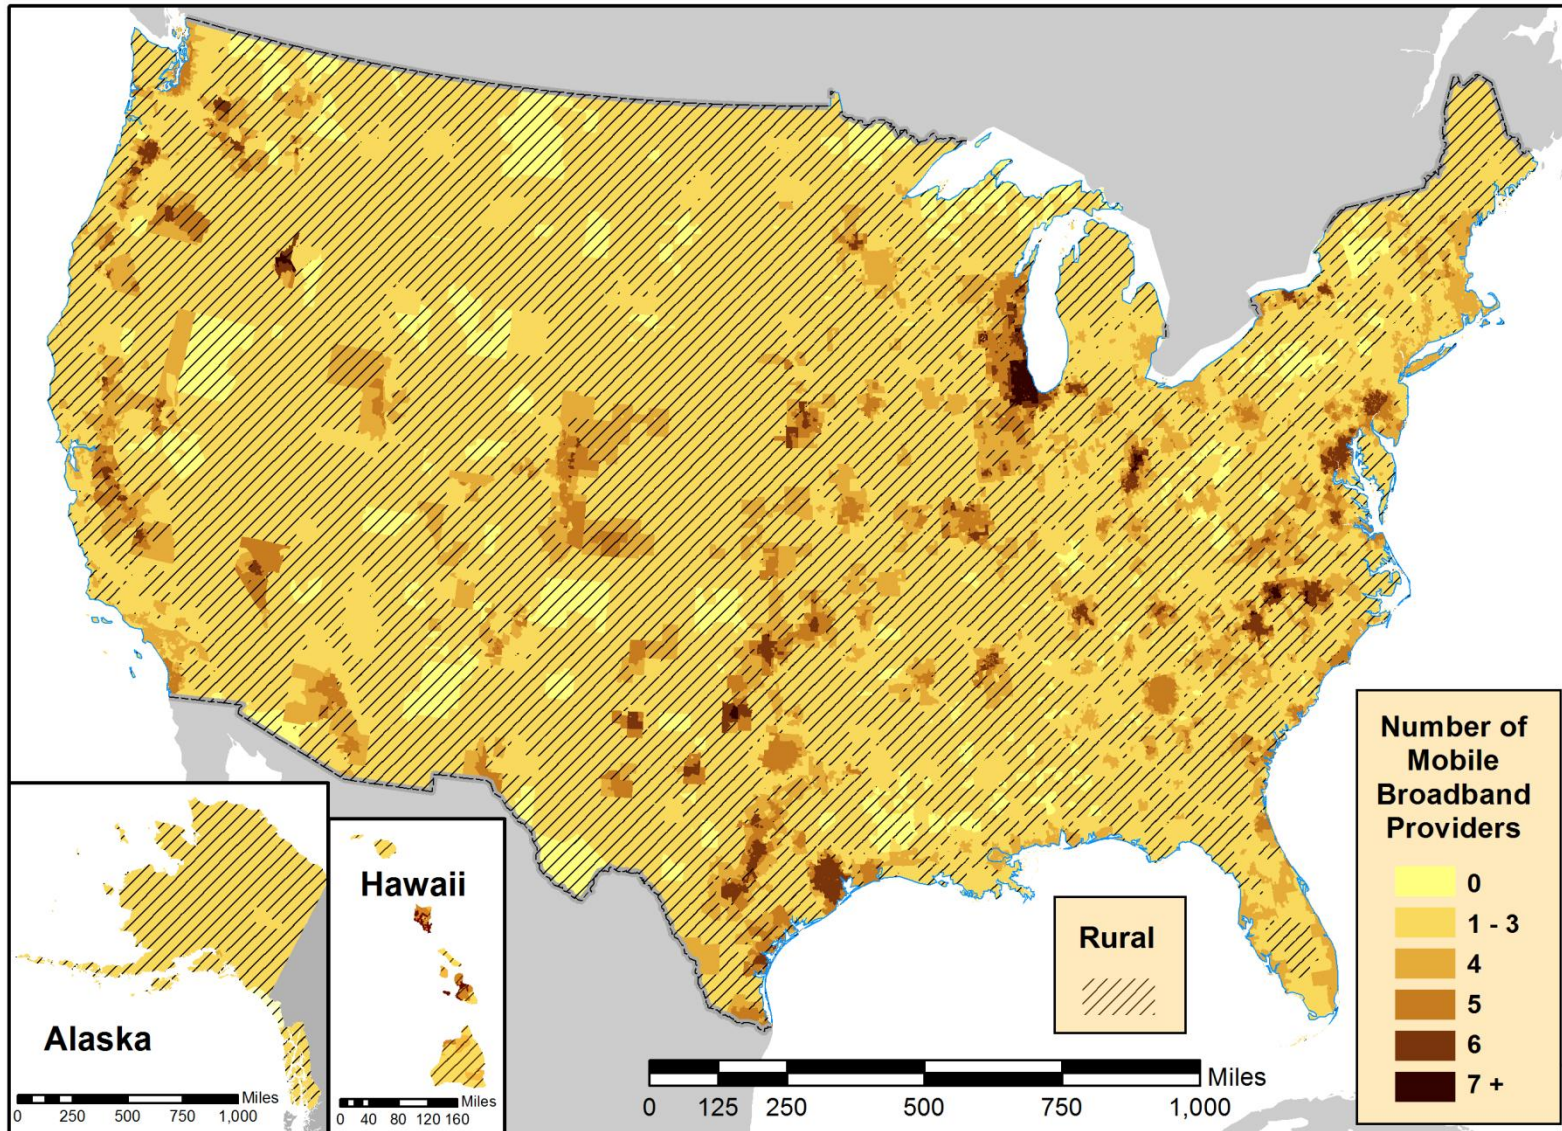 Number of
Mobile
Broadband
Providers
0
1 - 3
4
5
6
7 +
Rural
Alaska
Miles
0 250 500 750 1,000
Hawaii
Miles
0 40 80 120 160
Miles
0 125 250 500 750 1,000